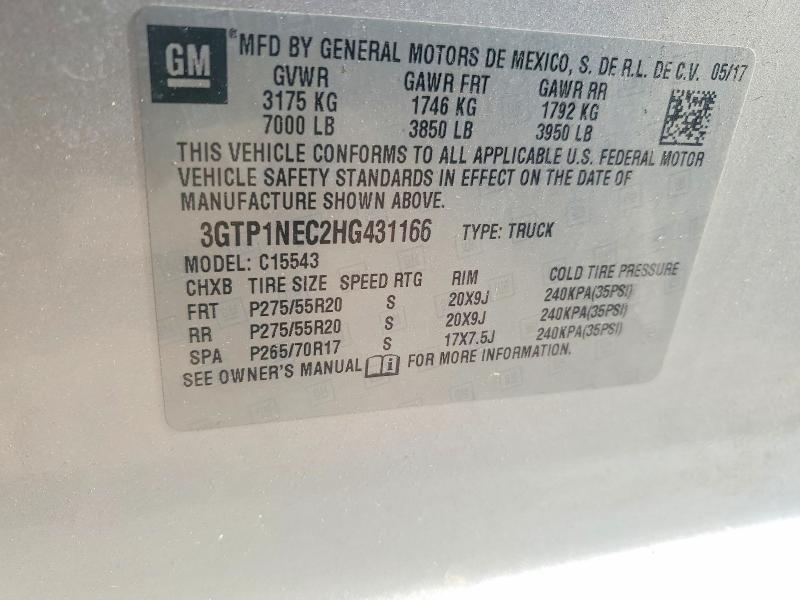 GM
® MFD BY GENERAL MOTORS DE MEXICO, S. DE R.L. DE C.V. 05/17
GVWR GAWR FRT GAWR RR
3175 KG 1746 KG 1792 KG
7000 LB 3850 LB 3950 LB
THIS VEHICLE CONFORMS TO ALL APPLICABLE U.S. FEDERAL MOTOR
VEHICLE SAFETY STANDARDS IN EFFECT ON THE DATE OF
MANUFACTURE SHOWN ABOVE.
3GTP1NEC2HG431166 TYPE: TRUCK
MODEL: C15543
CHXB TIRE SIZE SPEED RTG RIM COLD TIRE PRESSURE
FRT P275/55R20 S 20X9J 240KPA(35PSI)
RR P275/55R20 S 20X9J 240KPA(35PSI)
SPA P265/70R17 S 17X7.5J 240KPA(35PSI)
SEE OWNER'S MANUAL i FOR MORE INFORMATION.